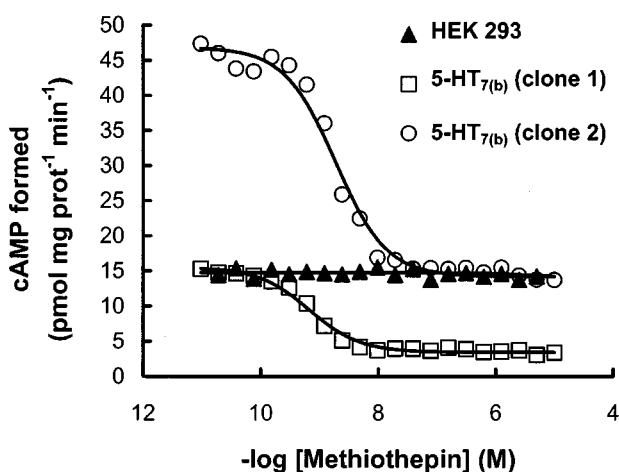 50
45
40
35
30
25
20
15
10
5
0
12
10
8
6
4
cAMP formed
(pmol mg prot⁻¹ min⁻¹)
-log [Methiothepin] (M)
HEK 293
5-HT₇₍b₎ (clone 1)
5-HT₇₍b₎ (clone 2)